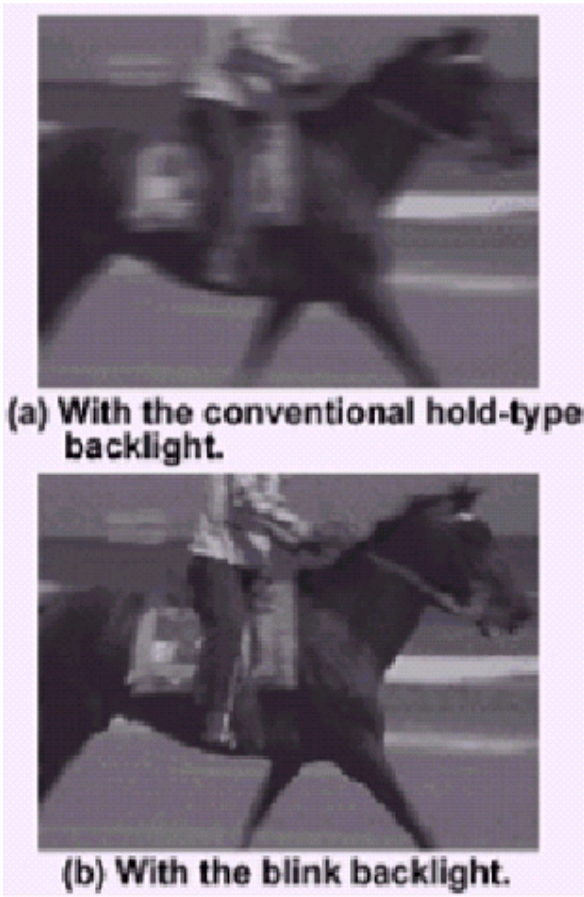 (a) With the conventional hold-type
backlight.
(b) With the blink backlight.